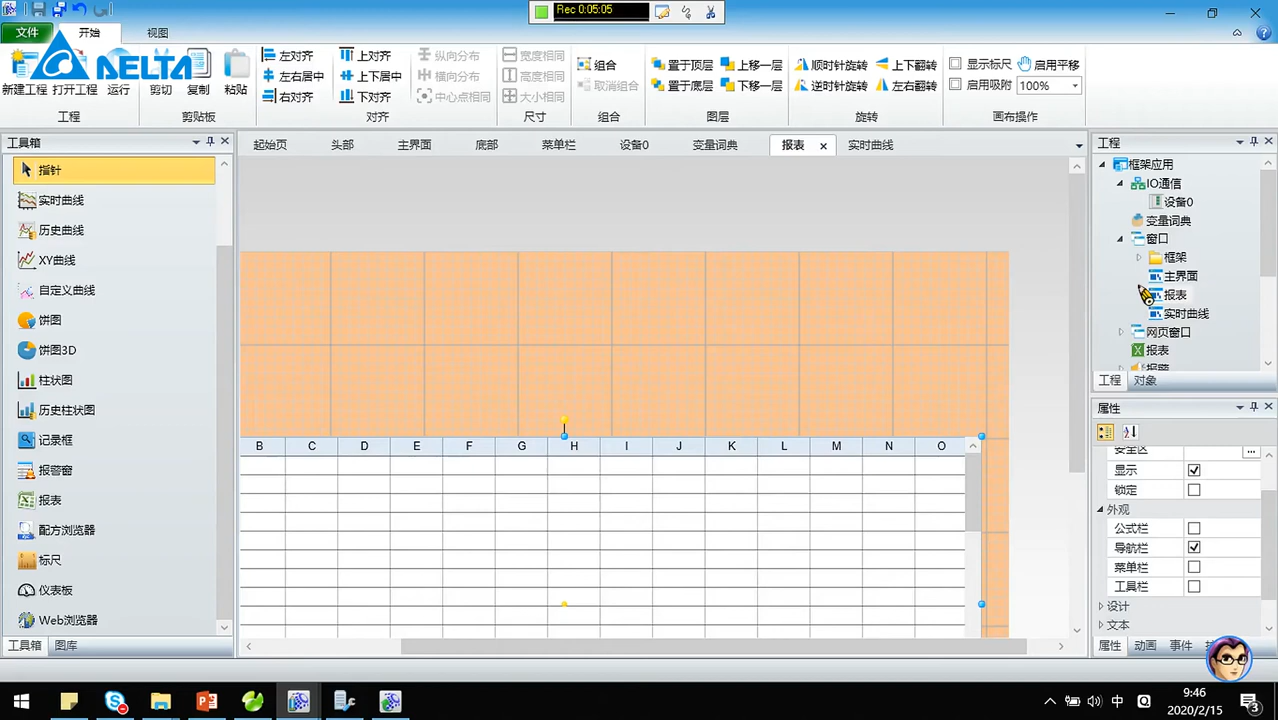 Rec 0:05:05
文件 开始 视图
DELTA
新建工程 打开工程 运行 剪切 复制 粘贴
左对齐 上对齐 纵向分布 宽度相同 组合 置于顶层 上移一层 顺时针旋转 上下翻转 显示标尺 启用平移
左右居中 上下居中 横向分布 高度相同 取消组合 置于底层 下移一层 逆时针旋转 左右翻转 启用吸附 100%
右对齐 下对齐 中心点相同 大小相同
工程 剪贴板 对齐 尺寸 组合 图层 旋转 画布操作
工具箱
起始页 头部 主界面 底部 菜单栏 设备0 变量词典 报表 实时曲线
工程
指针
实时曲线
历史曲线
XY曲线
自定义曲线
饼图
饼图3D
柱状图
历史柱状图
记录框
报警窗
报表
配方浏览器
标尺
仪表板
Web浏览器
工具箱 图库
B C D E F G H I J K L M N O
框架应用
IO通信
设备0
变量词典
窗口
框架
主界面
报表
实时曲线
网页窗口
报表
报警
工程 对象
属性
安全区
显示
锁定
外观
公式栏
导航栏
菜单栏
工具栏
设计
文本
属性 动画 事件
中
9:46
2020/2/15
3